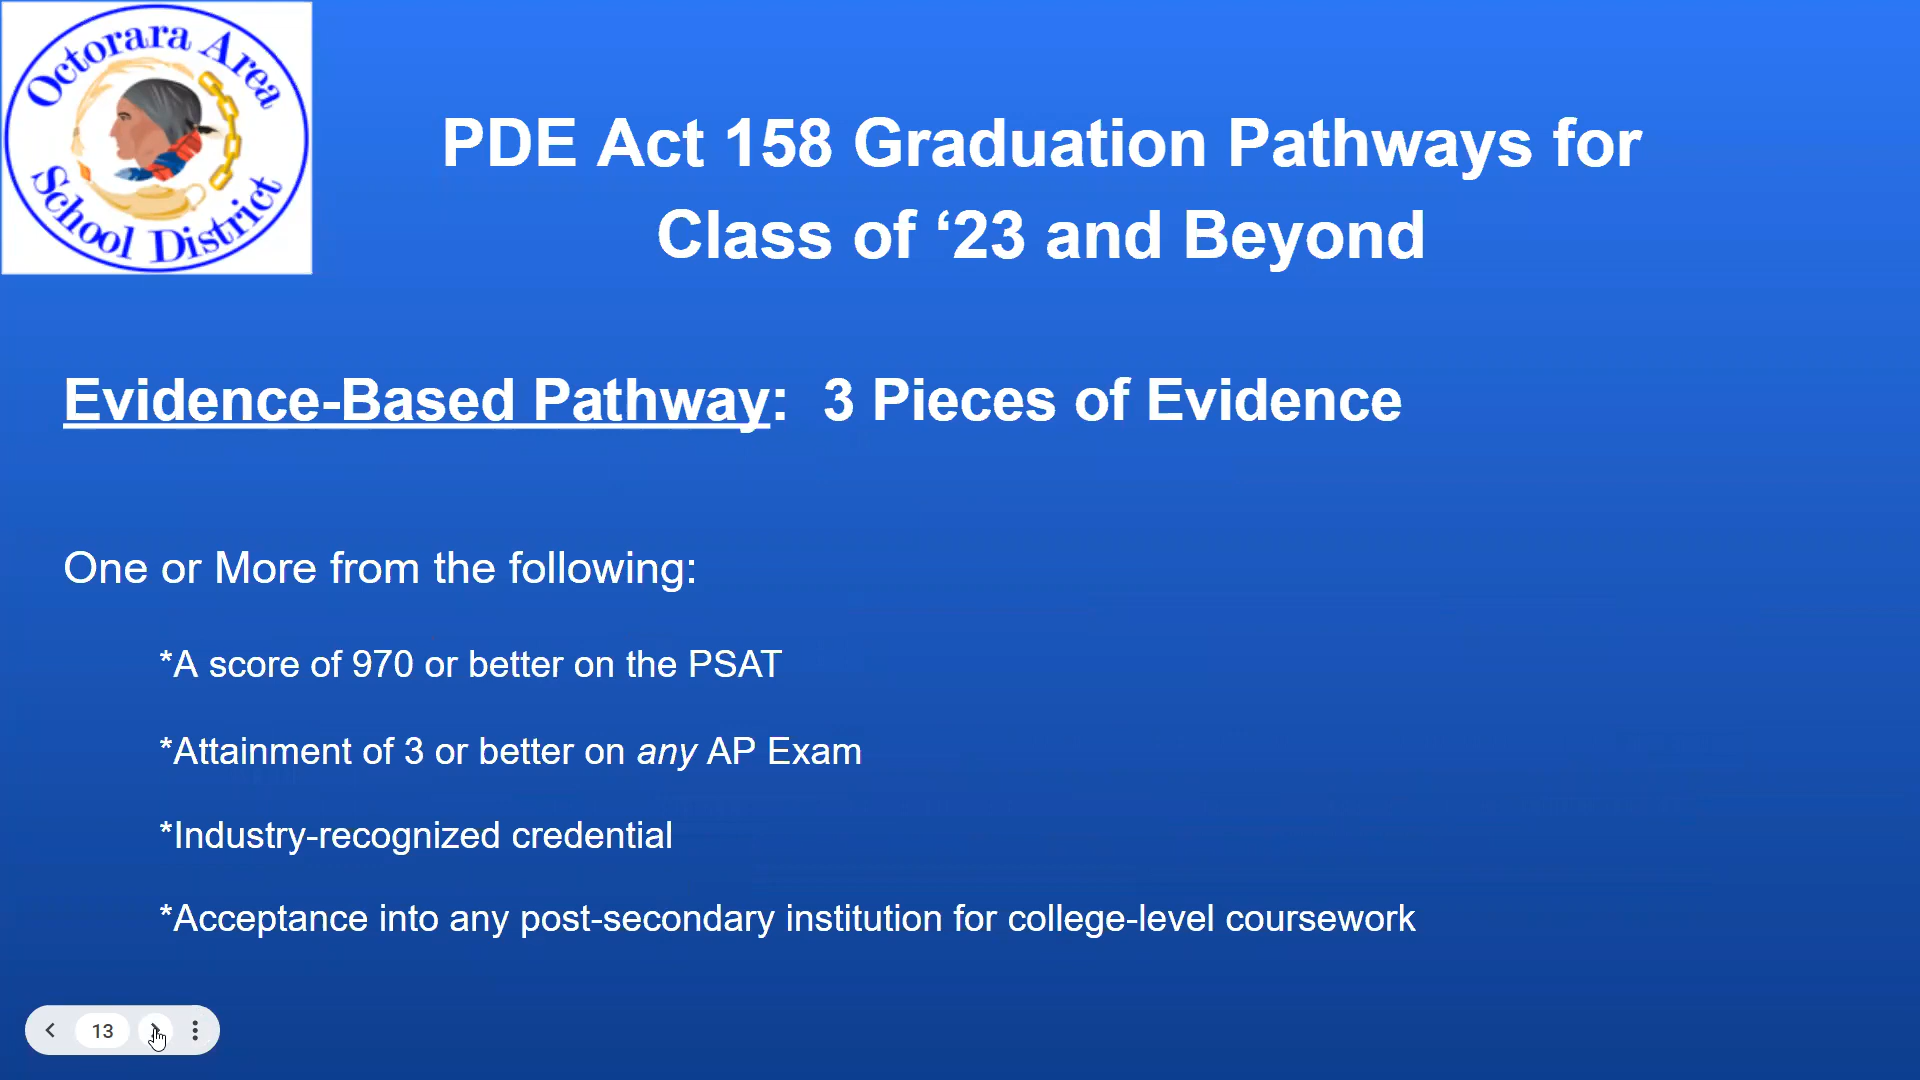 Octorara Area
School District
PDE Act 158 Graduation Pathways for
Class of ‘23 and Beyond
Evidence-Based Pathway:  3 Pieces of Evidence
One or More from the following:
*A score of 970 or better on the PSAT
*Attainment of 3 or better on any AP Exam
*Industry-recognized credential
*Acceptance into any post-secondary institution for college-level coursework
13